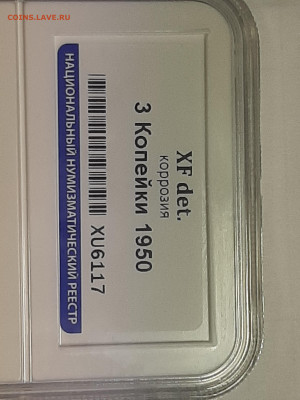 COINS.LAVE.RU
XF det.
коррозия
3 Копейки 1950
XU6117
НАЦИОНАЛЬНЫЙ НУМИЗМАТИЧЕСКИЙ РЕЕСТР